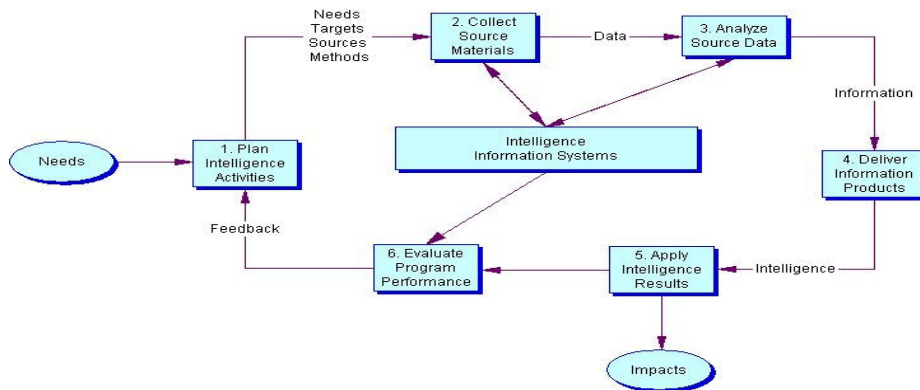 Needs
Targets
Sources
Methods
2. Collect
Source
Materials
Data
3. Analyze
Source Data
Information
Intelligence
Information Systems
Needs
1. Plan
Intelligence
Activities
4. Deliver
Information
Products
Feedback
6. Evaluate
Program
Performance
5. Apply
Intelligence
Results
Intelligence
Impacts